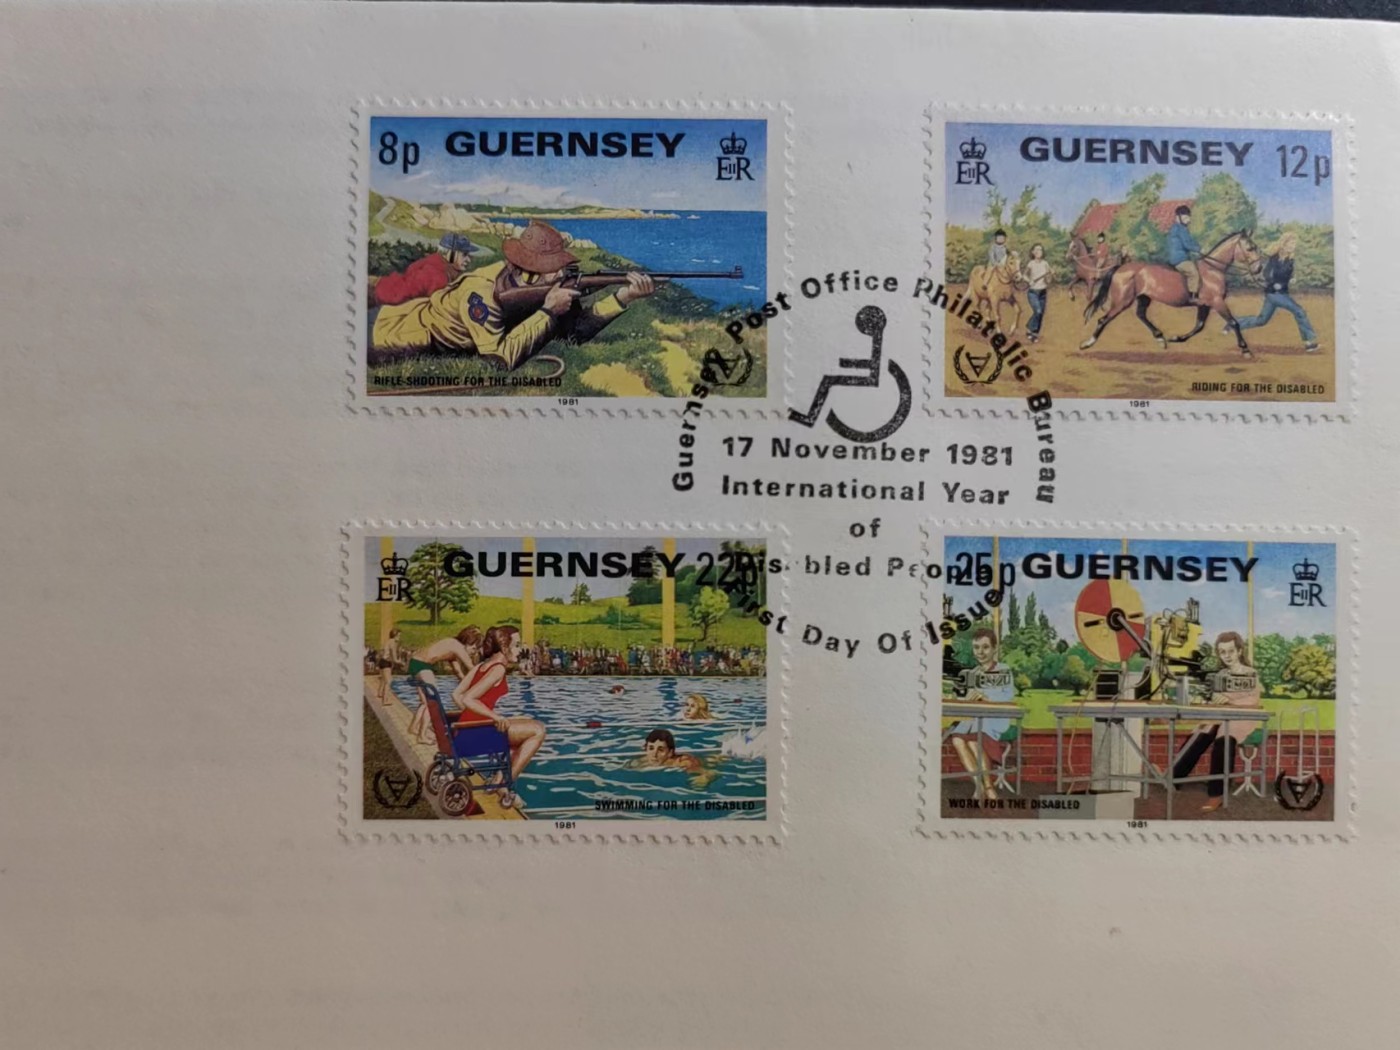 8p GUERNSEY EIIR
RIFLE SHOOTING FOR THE DISABLED
1981
EIIR GUERNSEY 12p
RIDING FOR THE DISABLED
1981
Guernsey Post Office Philatelic Bureau
17 November 1981
International Year
of
Disabled People
First Day Of Issue
EIIR GUERNSEY 22p
SWIMMING FOR THE DISABLED
1981
25p GUERNSEY EIIR
WORK FOR THE DISABLED
1981